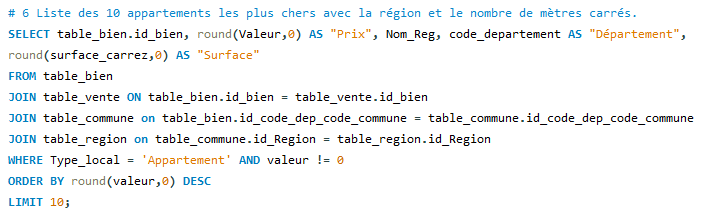 # 6 Liste des 10 appartements les plus chers avec la région et le nombre de mètres carrés.
SELECT table_bien.id_bien, round(Valeur,0) AS "Prix", Nom_Reg, code_departement AS "Département",
round(surface_carrez,0) AS "Surface"
FROM table_bien
JOIN table_vente ON table_bien.id_bien = table_vente.id_bien
JOIN table_commune on table_bien.id_code_dep_code_commune = table_commune.id_code_dep_code_commune
JOIN table_region on table_commune.id_Region = table_region.id_Region
WHERE Type_local = 'Appartement' AND valeur != 0
ORDER BY round(valeur,0) DESC
LIMIT 10;